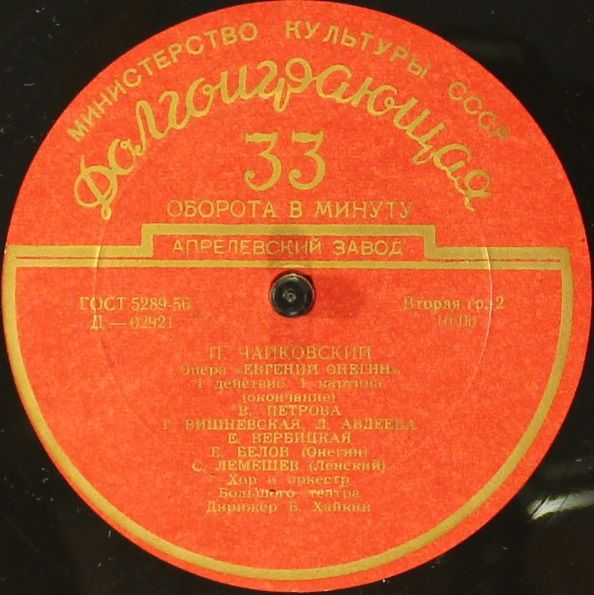 МИНИСТЕРСТВО КУЛЬТУРЫ СССР
Долгоиграющая
33
ОБОРОТА В МИНУТУ
АПРЕЛЕВСКИЙ ЗАВОД
ГОСТ 5289-56
Д — 02921
Вторая гр.-2
П. ЧАЙКОВСКИЙ
Опера «ЕВГЕНИЙ ОНЕГИН»
1 действие 1 картина
(окончание)
В. ПЕТРОВА
Г. ВИШНЕВСКАЯ, Л. АВДЕЕВА
Е. ВЕРБИЦКАЯ
Е. БЕЛОВ (Онегин)
С. ЛЕМЕШЕВ (Ленский)
Хор и оркестр
Большого театра
Дирижер Б. Хайкин